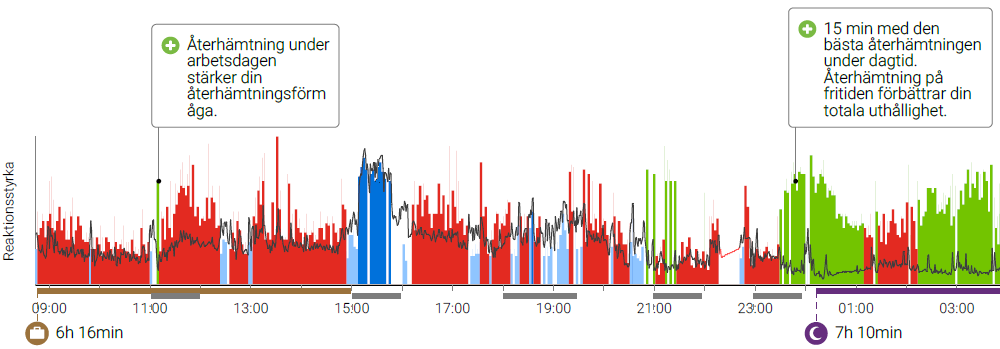 Återhämtning under
arbetsdagen
stärker din
återhämtningsförm
åga.
15 min med den
bästa återhämtningen
under dagtid.
Återhämtning på
fritiden förbättrar din
totala uthållighet.
Reaktionsstyrka
09:00 11:00 13:00 15:00 17:00 19:00 21:00 23:00 01:00 03:00
6h 16min 7h 10min